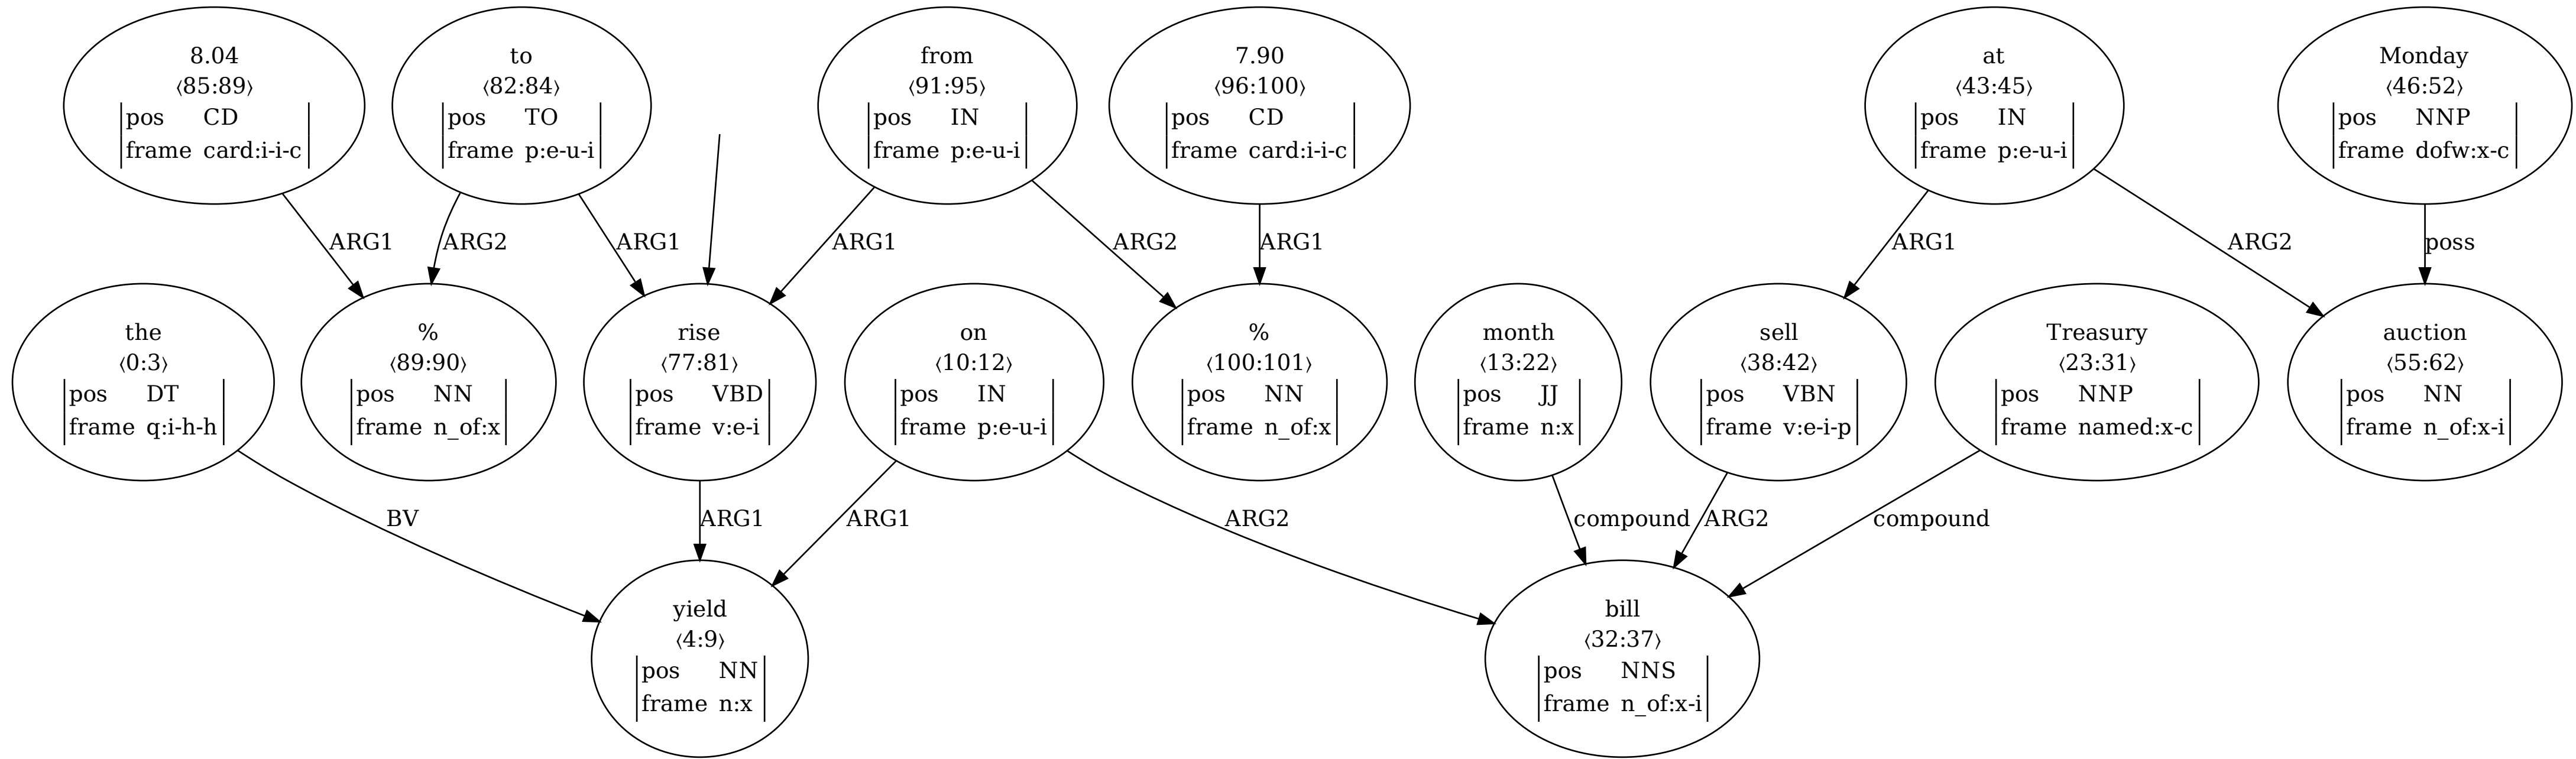 8.04
⟨85:89⟩
pos CD
frame card:i-i-c
to
⟨82:84⟩
pos TO
frame p:e-u-i
from
⟨91:95⟩
pos IN
frame p:e-u-i
7.90
⟨96:100⟩
pos CD
frame card:i-i-c
at
⟨43:45⟩
pos IN
frame p:e-u-i
Monday
⟨46:52⟩
pos NNP
frame dofw:x-c
ARG1
ARG2
ARG1
ARG1
ARG2
ARG1
ARG1
ARG2
poss
the
⟨0:3⟩
pos DT
frame q:i-h-h
%
⟨89:90⟩
pos NN
frame n_of:x
rise
⟨77:81⟩
pos VBD
frame v:e-i
on
⟨10:12⟩
pos IN
frame p:e-u-i
%
⟨100:101⟩
pos NN
frame n_of:x
month
⟨13:22⟩
pos JJ
frame n:x
sell
⟨38:42⟩
pos VBN
frame v:e-i-p
Treasury
⟨23:31⟩
pos NNP
frame named:x-c
auction
⟨55:62⟩
pos NN
frame n_of:x-i
BV
ARG1
ARG1
ARG2
compound
ARG2
compound
yield
⟨4:9⟩
pos NN
frame n:x
bill
⟨32:37⟩
pos NNS
frame n_of:x-i